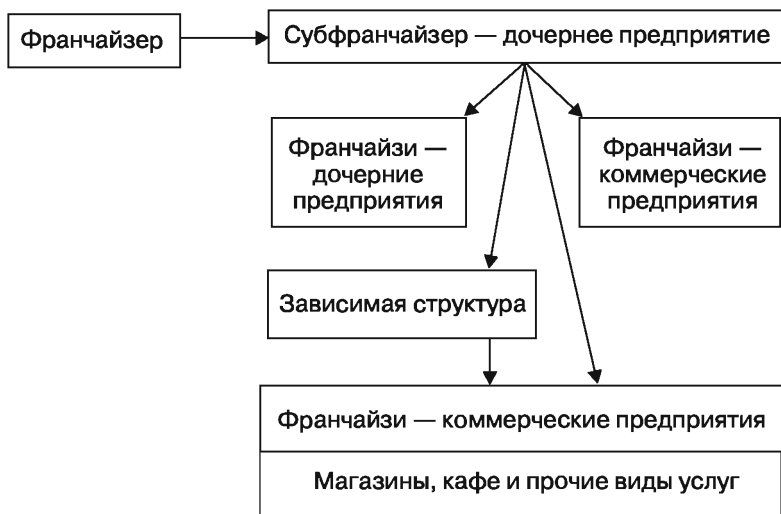 Франчайзер
Субфранчайзер — дочернее предприятие
Франчайзи —
дочерние
предприятия
Франчайзи —
коммерческие
предприятия
Зависимая структура
Франчайзи — коммерческие предприятия
Магазины, кафе и прочие виды услуг